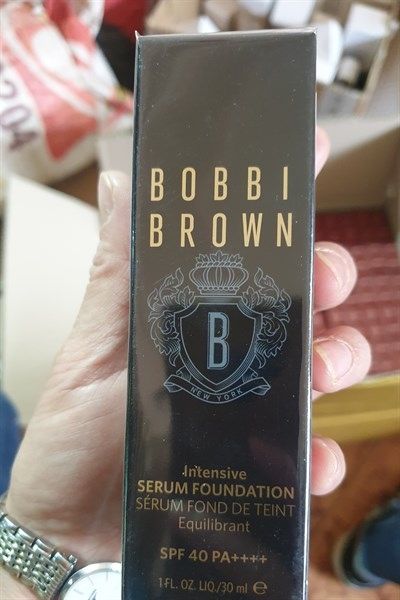 BOBBI
BROWN
B
NEW YORK
Intensive
SERUM FOUNDATION
SÉRUM FOND DE TEINT
Equilibrant
SPF 40 PA++++
1 FL. OZ. LIQ./30 ml e
204